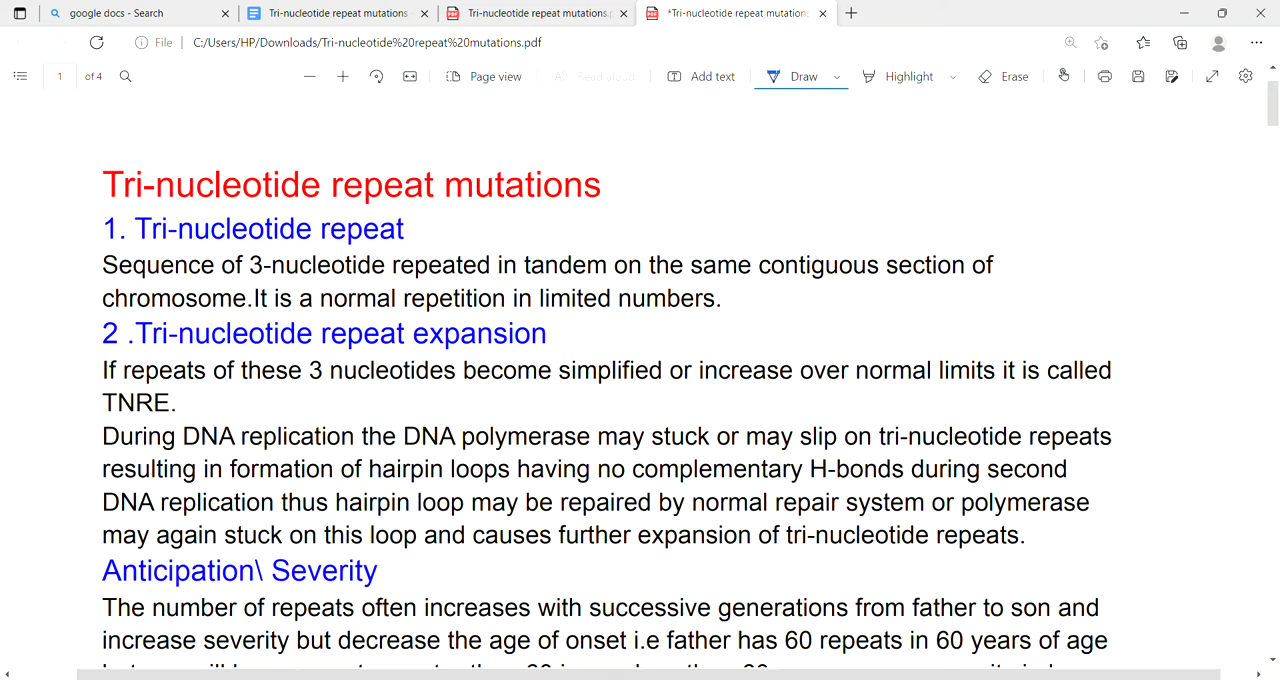 google docs - Search
Tri-nucleotide repeat mutations
Tri-nucleotide repeat mutations.
*Tri-nucleotide repeat mutations
File
C:/Users/HP/Downloads/Tri-nucleotide%20repeat%20mutations.pdf
1 of 4
Page view
Read aloud
Add text
Draw
Highlight
Erase
Tri-nucleotide repeat mutations
1. Tri-nucleotide repeat
Sequence of 3-nucleotide repeated in tandem on the same contiguous section of
chromosome.It is a normal repetition in limited numbers.
2 .Tri-nucleotide repeat expansion
If repeats of these 3 nucleotides become simplified or increase over normal limits it is called
TNRE.
During DNA replication the DNA polymerase may stuck or may slip on tri-nucleotide repeats
resulting in formation of hairpin loops having no complementary H-bonds during second
DNA replication thus hairpin loop may be repaired by normal repair system or polymerase
may again stuck on this loop and causes further expansion of tri-nucleotide repeats.
Anticipation\ Severity
The number of repeats often increases with successive generations from father to son and
increase severity but decrease the age of onset i.e father has 60 repeats in 60 years of age